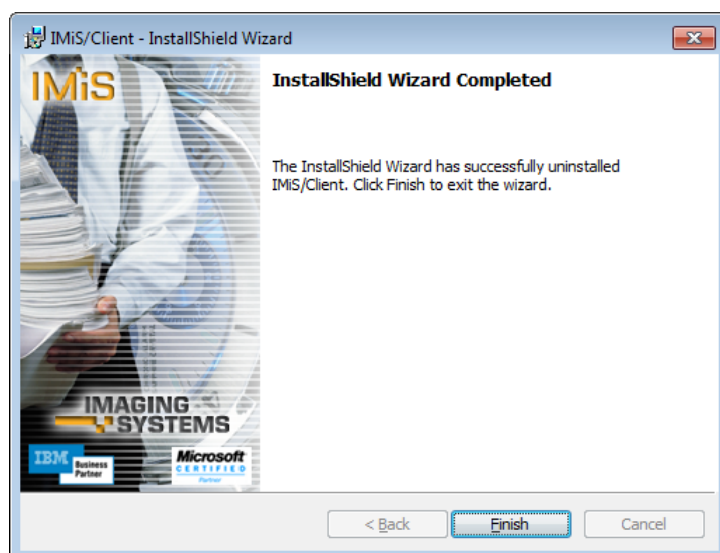 IMiS/Client - InstallShield Wizard
IMiS
InstallShield Wizard Completed
The InstallShield Wizard has successfully uninstalled
IMiS/Client. Click Finish to exit the wizard.
IMAGING
SYSTEMS
IBM
Business
Partner
Microsoft
CERTIFIED
Partner
< Back
Finish
Cancel